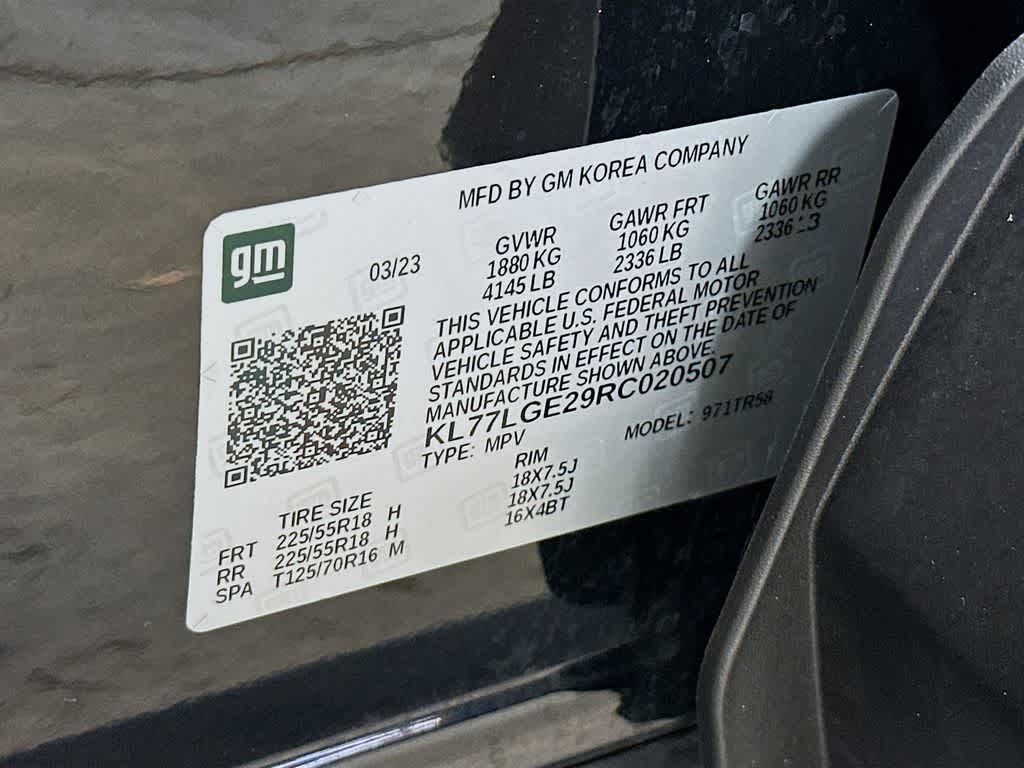 MFD BY GM KOREA COMPANY
gm
03/23
GVWR GAWR FRT GAWR RR
1880 KG 1060 KG 1060 KG
4145 LB 2336 LB 2336
THIS VEHICLE CONFORMS TO ALL
APPLICABLE U.S. FEDERAL MOTOR
VEHICLE SAFETY AND THEFT PREVENTION
STANDARDS IN EFFECT ON THE DATE OF
MANUFACTURE SHOWN ABOVE.
KL77LGE29RC020507
TYPE: MPV MODEL: 971TR58
TIRE SIZE RIM
FRT 225/55R18 H 18X7.5J
RR 225/55R18 H 18X7.5J
SPA T125/70R16 M 16X4BT